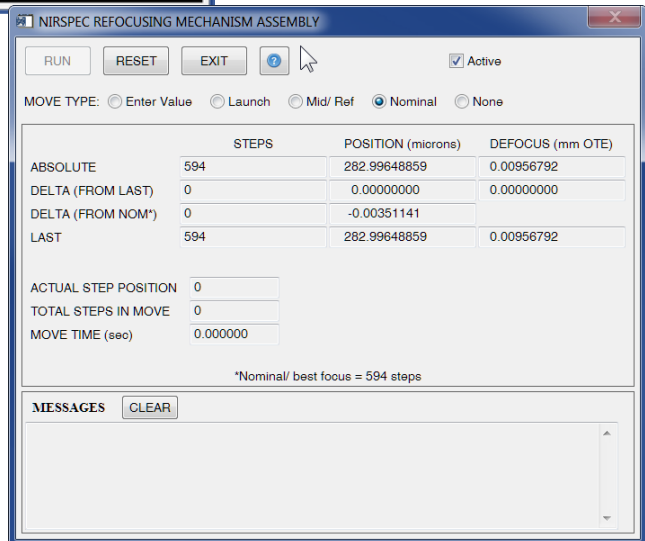 NIRSPEC REFOCUSING MECHANISM ASSEMBLY
RUN RESET EXIT ? Active
MOVE TYPE: Enter Value Launch Mid/ Ref Nominal None
STEPS POSITION (microns) DEFOCUS (mm OTE)
ABSOLUTE 594 282.99648859 0.00956792
DELTA (FROM LAST) 0 0.00000000 0.00000000
DELTA (FROM NOM*) 0 -0.00351141
LAST 594 282.99648859 0.00956792
ACTUAL STEP POSITION 0
TOTAL STEPS IN MOVE 0
MOVE TIME (sec) 0.000000
*Nominal/ best focus = 594 steps
MESSAGES CLEAR